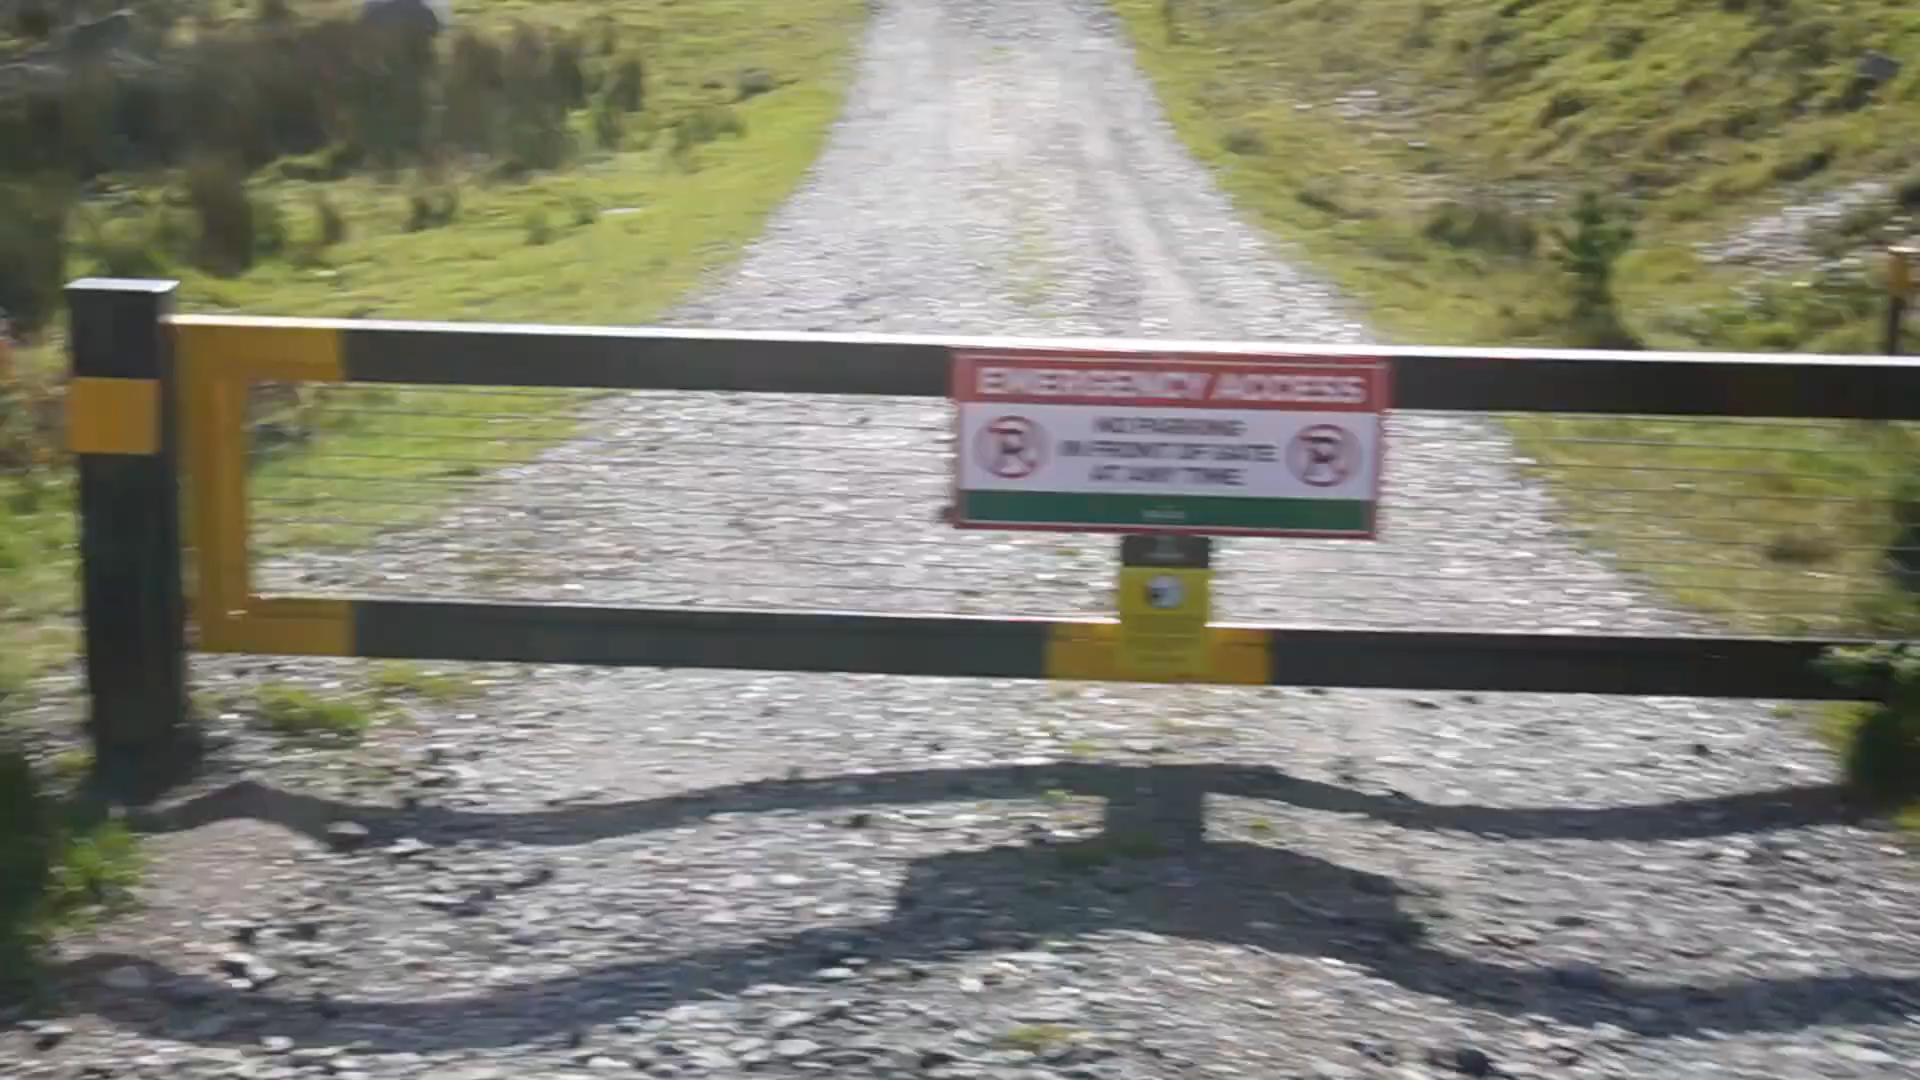 EMERGENCY ACCESS
NO PARKING
IN FRONT OF GATE
AT ANY TIME